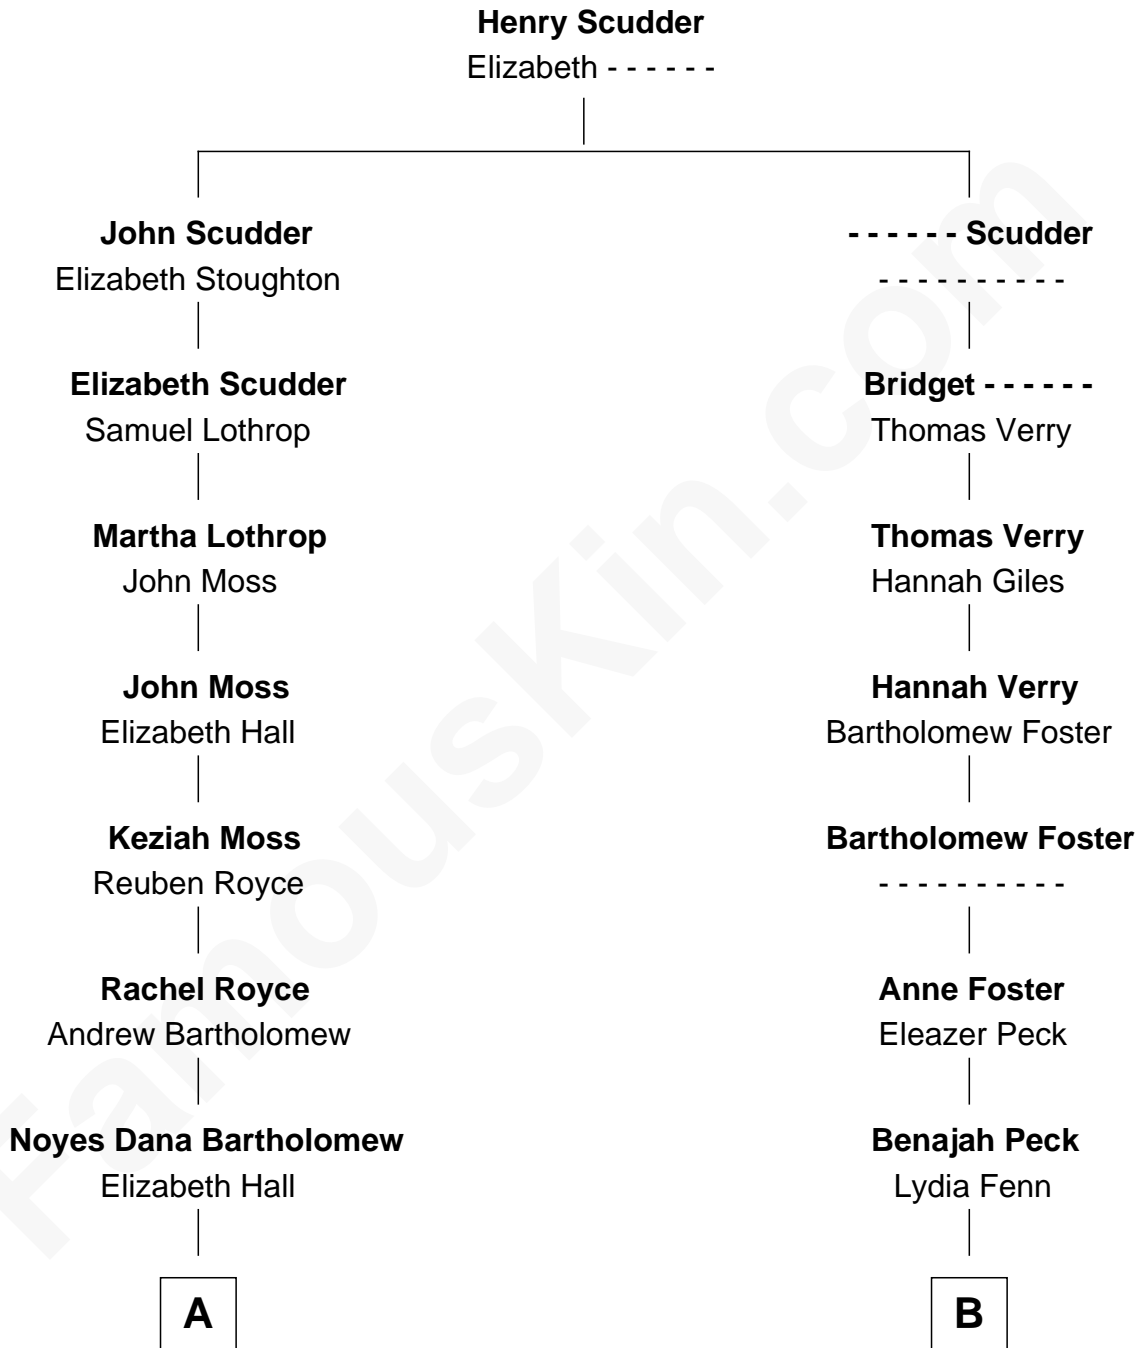 Henry Scudder
Elizabeth - - - - - -
John Scudder
Elizabeth Stoughton
Elizabeth Scudder
Samuel Lothrop
Martha Lothrop
John Moss
John Moss
Elizabeth Hall
Keziah Moss
Reuben Royce
Rachel Royce
Andrew Bartholomew
Noyes Dana Bartholomew
Elizabeth Hall
A
- - - - - - Scudder
- - - - - - - - - -
Bridget - - - - - -
Thomas Verry
Thomas Verry
Hannah Giles
Hannah Verry
Bartholomew Foster
Bartholomew Foster
- - - - - - - - - -
Anne Foster
Eleazer Peck
Benajah Peck
Lydia Fenn
B
FamousKin.com